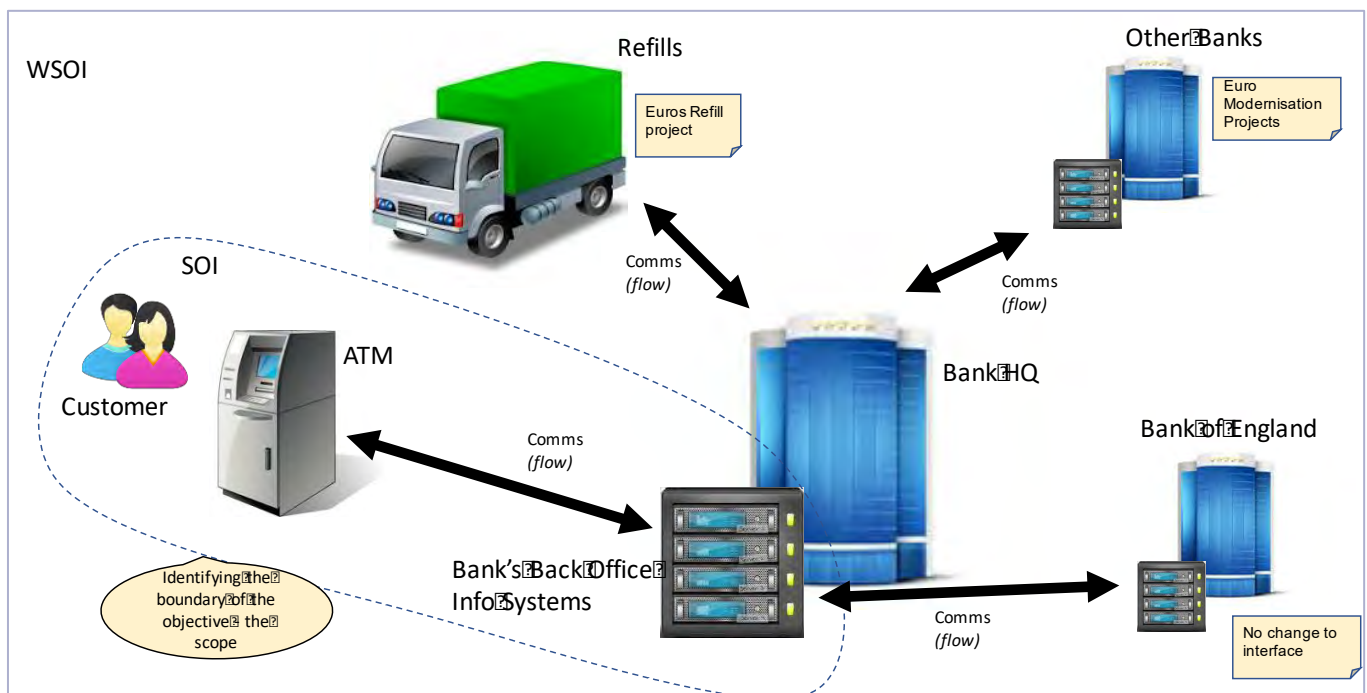 WSOI
Refills
Euros Refill
project
Other Banks
Euro
Modernisation
Projects
Comms
(flow)
Comms
(flow)
SOI
Customer
ATM
Comms
(flow)
Bank HQ
Bank of England
Bank's Back Office
Info Systems
Comms
(flow)
No change to
interface
Identifying the
boundary of the
objective the
scope